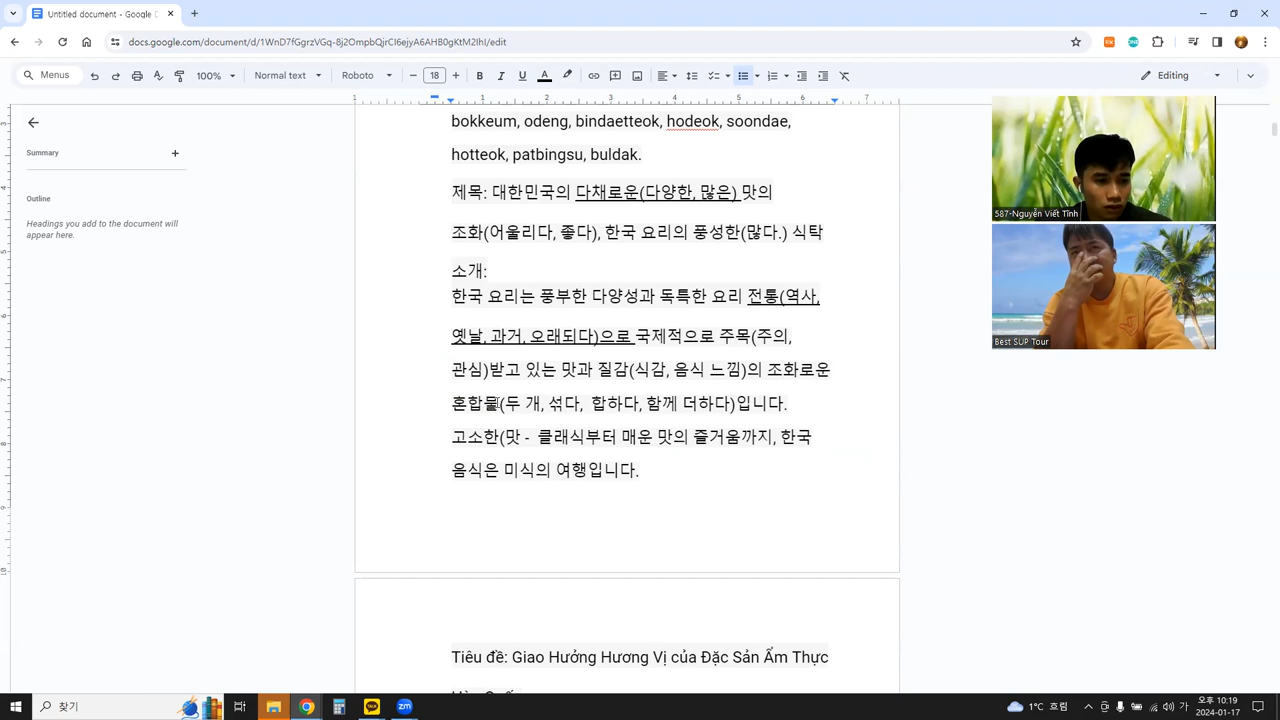 Untitled document - Google D
docs.google.com/document/d/1WnD7fGgrzVGq-8j2OmpbQjrCI6ejvA6AHB0gKtM2IhI/edit
Menus
100%
Normal text
Roboto
18
Editing
1 1 2 3 4 5 6 7
Summary
Outline
Headings you add to the document will
appear here.
bokkeum, odeng, bindaetteok, hodeok, soondae,
hotteok, patbingsu, buldak.
제목: 대한민국의 다채로운(다양한, 많은) 맛의
조화(어울리다, 좋다), 한국 요리의 풍성한(많다.) 식탁
소개:
한국 요리는 풍부한 다양성과 독특한 요리 전통(역사,
옛날, 과거, 오래되다)으로 국제적으로 주목(주의,
관심)받고 있는 맛과 질감(식감, 음식 느낌)의 조화로운
혼합물(두 개, 섞다,  합하다, 함께 더하다)입니다.
고소한(맛 -  클래식부터 매운 맛의 즐거움까지, 한국
음식은 미식의 여행입니다.
Tiêu đề: Giao Hưởng Hương Vị của Đặc Sản Ẩm Thực
587-Nguyễn Viết Tĩnh
Best SUP Tour
찾기
1°C 흐림
가
오후 10:19
2024-01-17